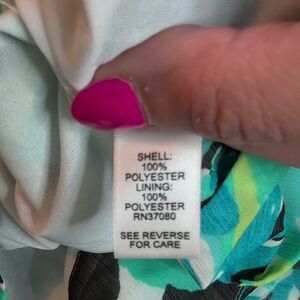 SHELL:
100%
POLYESTER
LINING:
100%
POLYESTER
RN37080
SEE REVERSE
FOR CARE